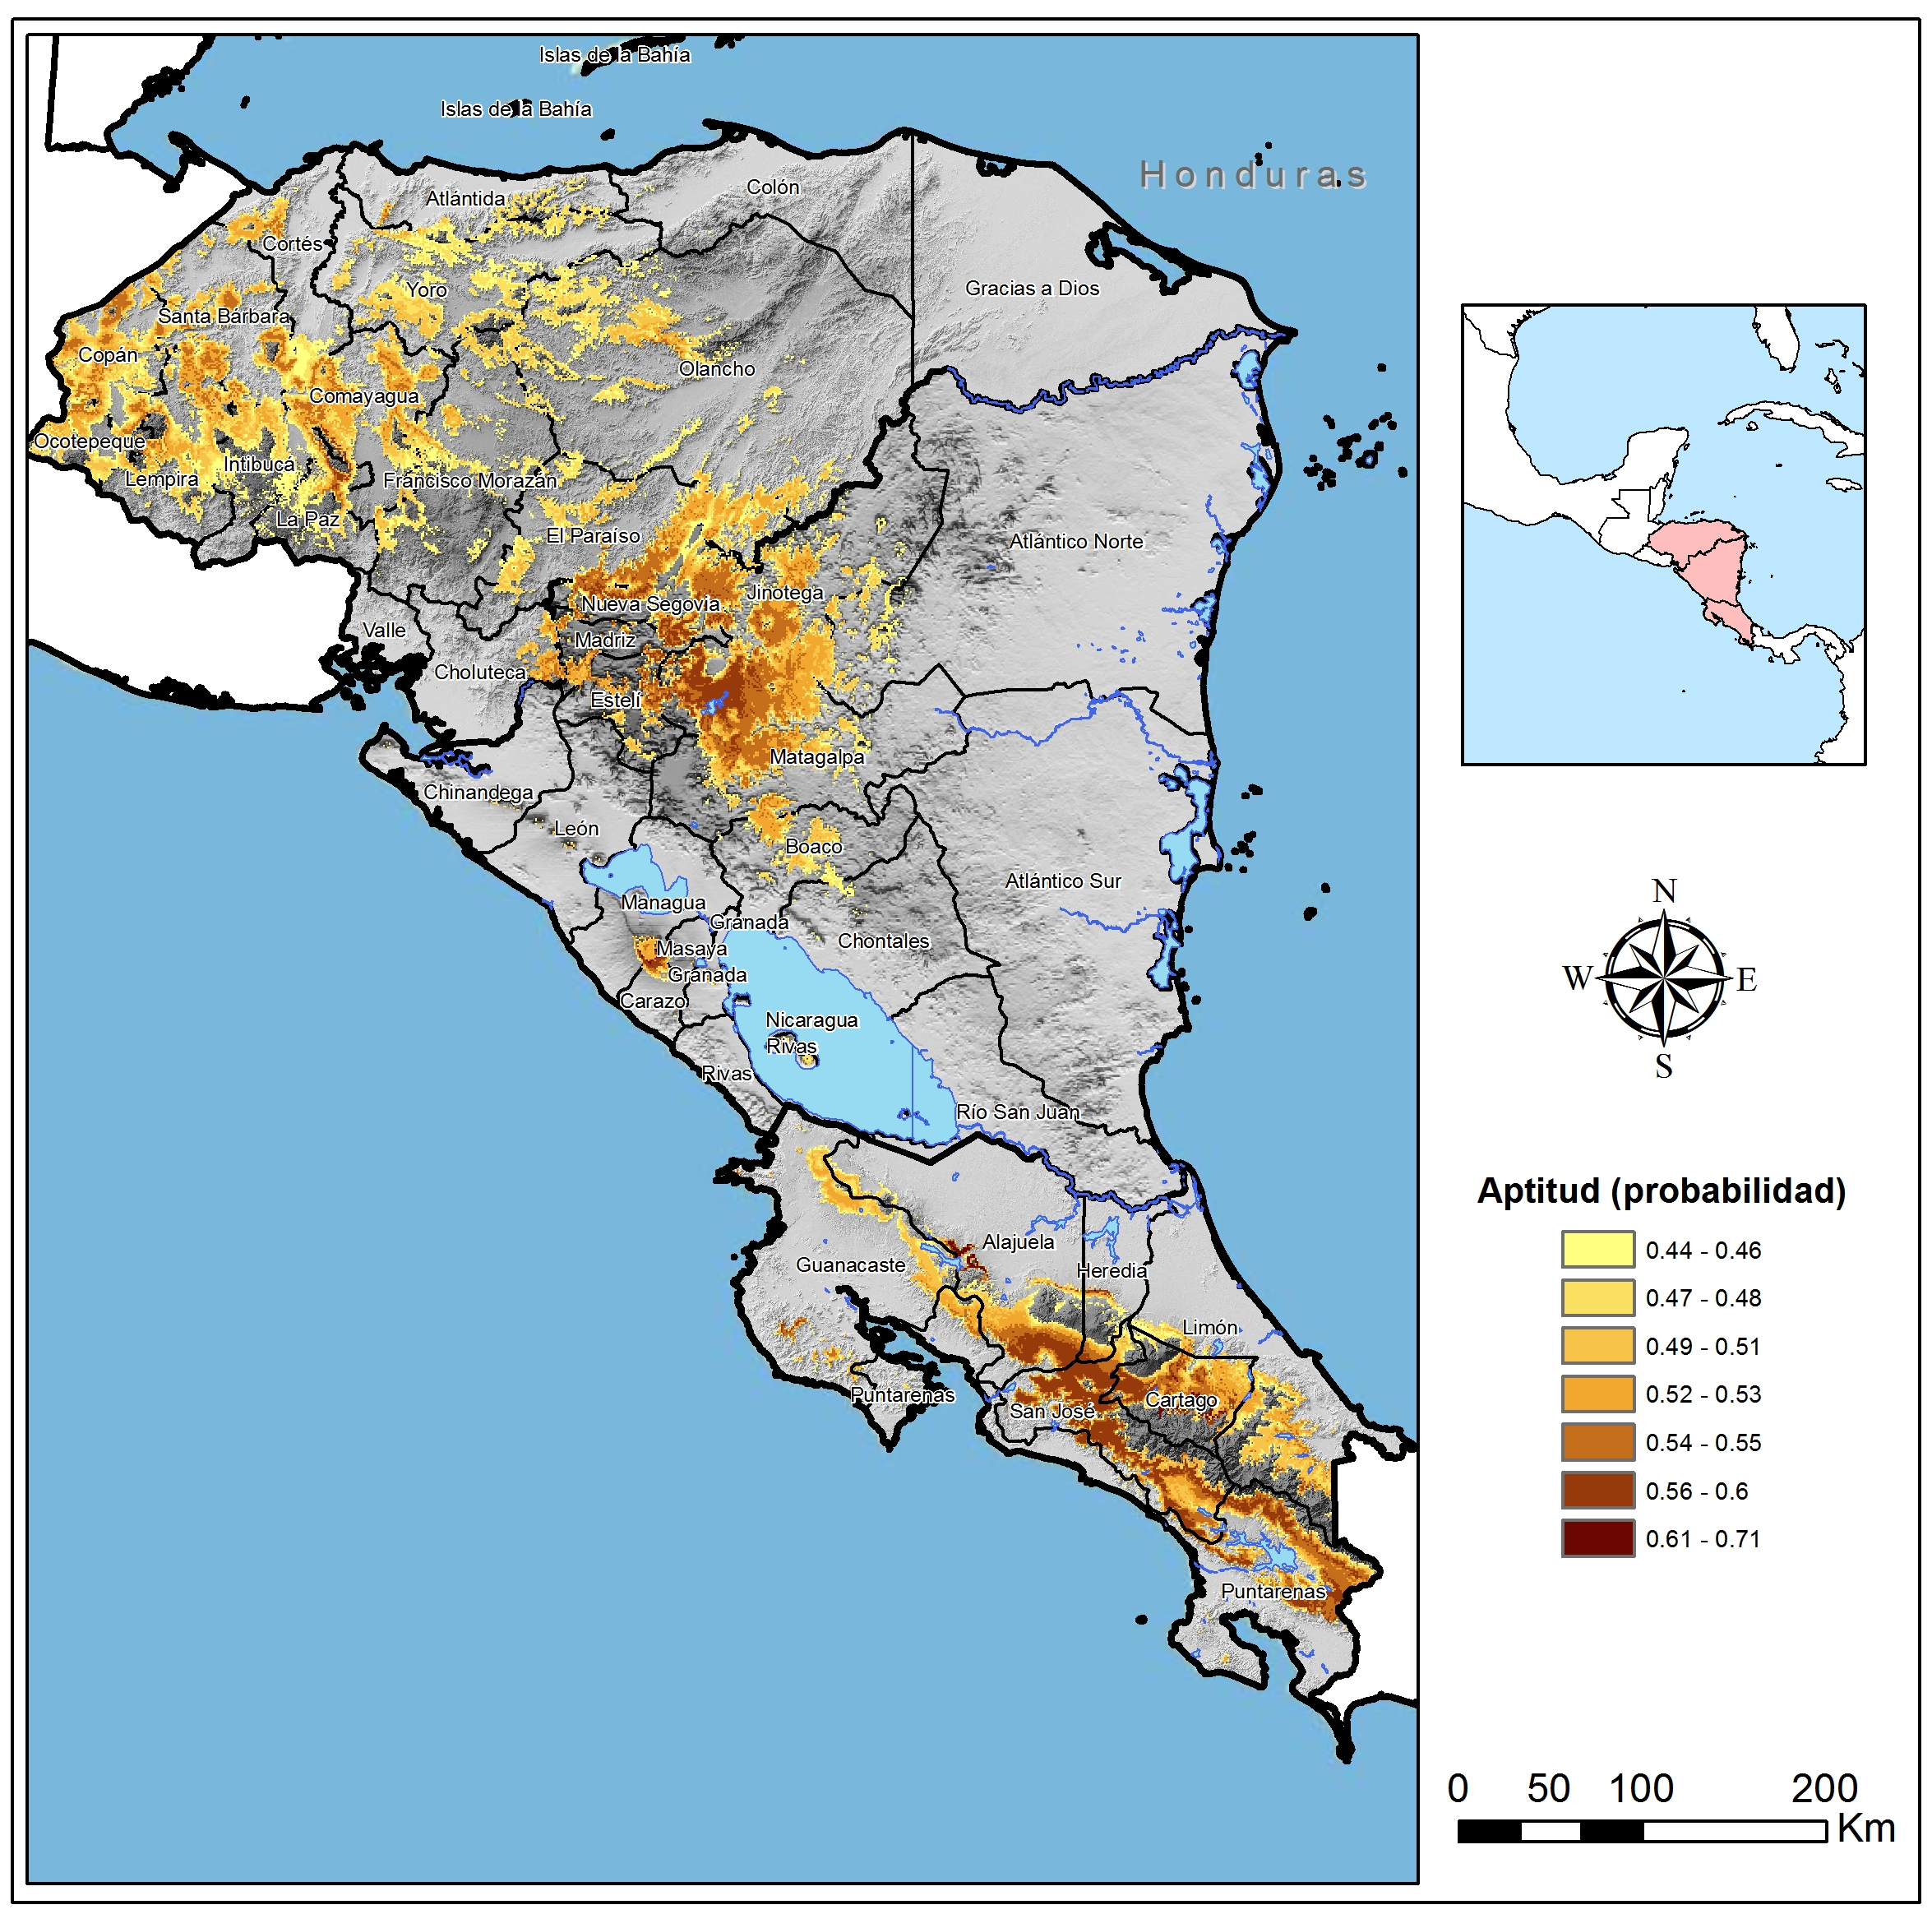 Islas de la Bahía
Islas de la Bahía
Honduras
Colón
Atlántida
Cortés
Gracias a Dios
Yoro
Santa Bárbara
Copán
Olancho
Comayagua
Ocotepeque
Intibucá
Lempira
Francisco Morazán
La Paz
El Paraíso
Atlántico Norte
Jinotega
Nueva Segovia
Valle
Madriz
Choluteca
Estelí
Matagalpa
Chinandega
León
Boaco
Atlántico Sur
Managua
Granada
Chontales
Masaya
Granada
Carazo
Nicaragua
Rivas
Rivas
Río San Juan
Alajuela
Guanacaste
Heredia
Limón
Puntarenas
Cartago
San José
Puntarenas
N
W
E
S
Aptitud (probabilidad)
0.44 - 0.46
0.47 - 0.48
0.49 - 0.51
0.52 - 0.53
0.54 - 0.55
0.56 - 0.6
0.61 - 0.71
0 50 100 200
Km